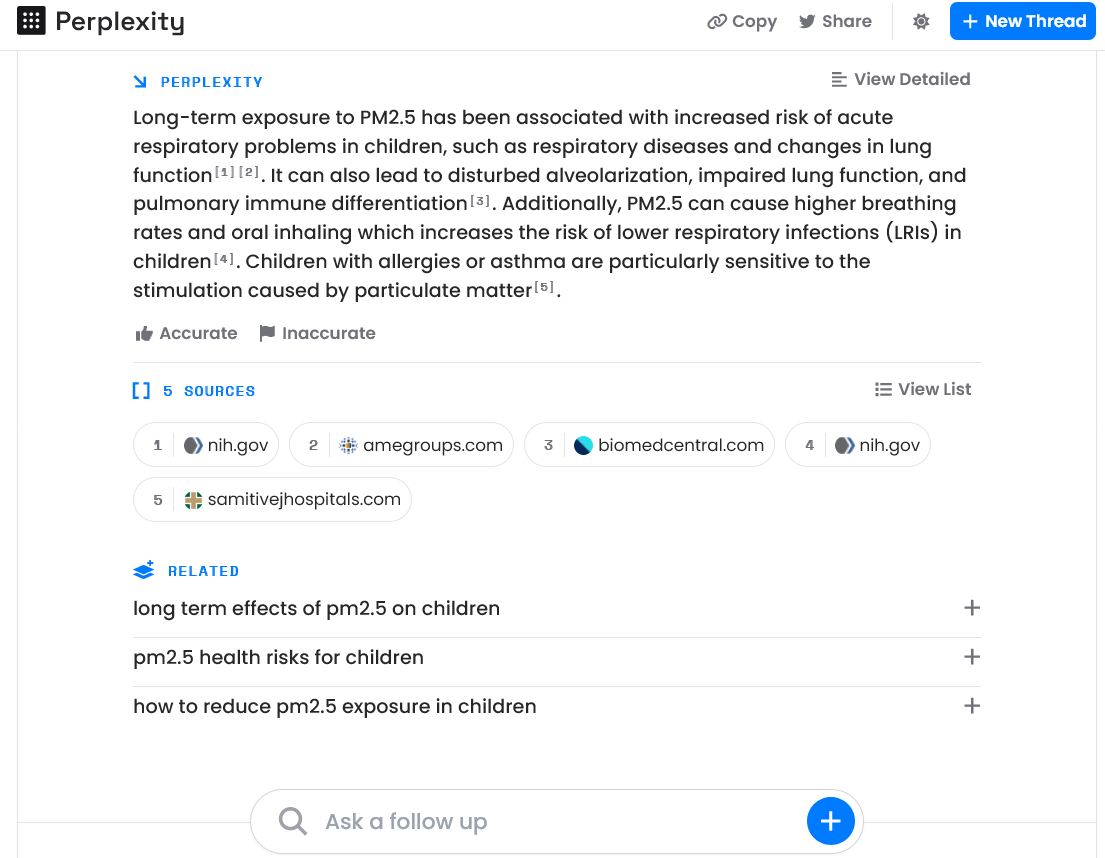 Perplexity
Copy Share New Thread
PERPLEXITY View Detailed
Long-term exposure to PM2.5 has been associated with increased risk of acute
respiratory problems in children, such as respiratory diseases and changes in lung
function[1][2]. It can also lead to disturbed alveolarization, impaired lung function, and
pulmonary immune differentiation[3]. Additionally, PM2.5 can cause higher breathing
rates and oral inhaling which increases the risk of lower respiratory infections (LRIs) in
children[4]. Children with allergies or asthma are particularly sensitive to the
stimulation caused by particulate matter[5].
Accurate Inaccurate
5 SOURCES View List
1 nih.gov 2 amegroups.com 3 biomedcentral.com 4 nih.gov
5 samitivejhospitals.com
RELATED
long term effects of pm2.5 on children
pm2.5 health risks for children
how to reduce pm2.5 exposure in children
Ask a follow up